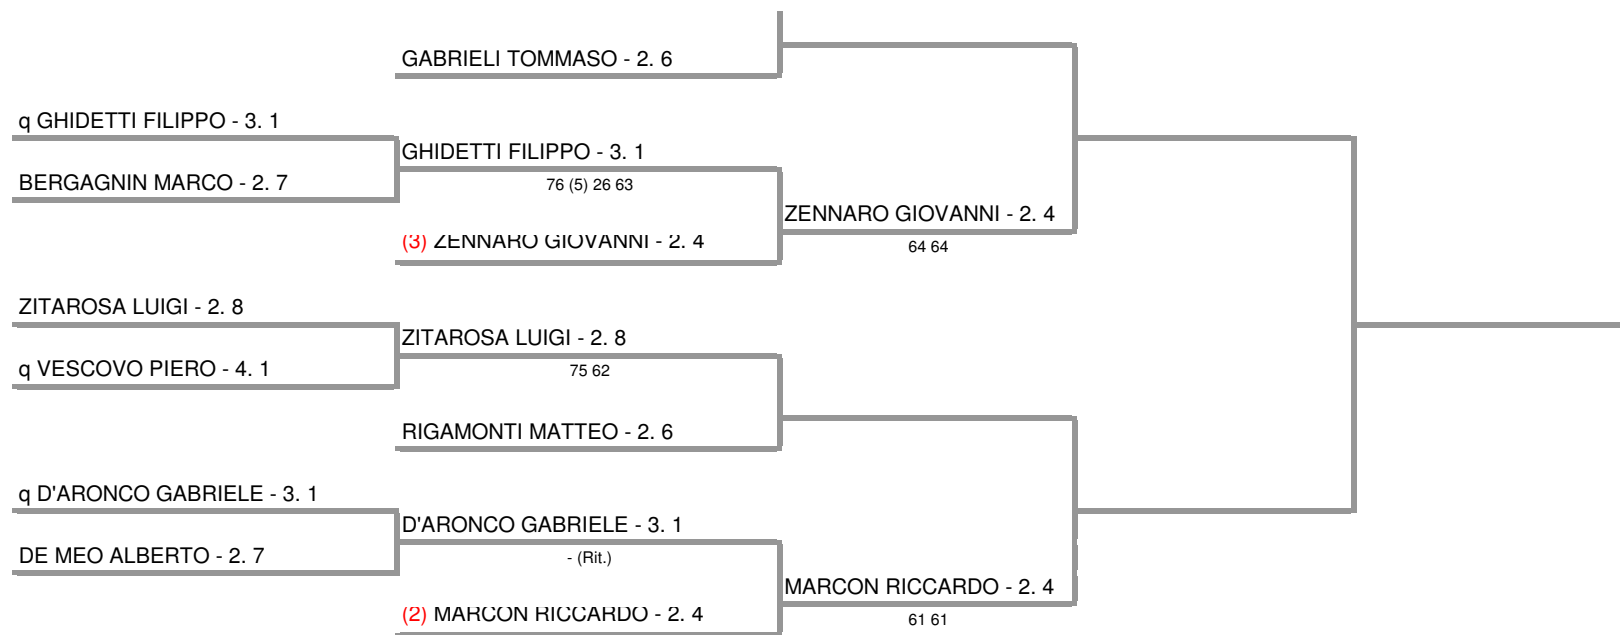 GABRIELI TOMMASO - 2. 6
q GHIDETTI FILIPPO - 3. 1
GHIDETTI FILIPPO - 3. 1
BERGAGNIN MARCO - 2. 7
76 (5) 26 63
ZENNARO GIOVANNI - 2. 4
(3) ZENNARO GIOVANNI - 2. 4
64 64
ZITAROSA LUIGI - 2. 8
ZITAROSA LUIGI - 2. 8
q VESCOVO PIERO - 4. 1
75 62
RIGAMONTI MATTEO - 2. 6
q D'ARONCO GABRIELE - 3. 1
D'ARONCO GABRIELE - 3. 1
DE MEO ALBERTO - 2. 7
- (Rit.)
MARCON RICCARDO - 2. 4
(2) MARCON RICCARDO - 2. 4
61 61